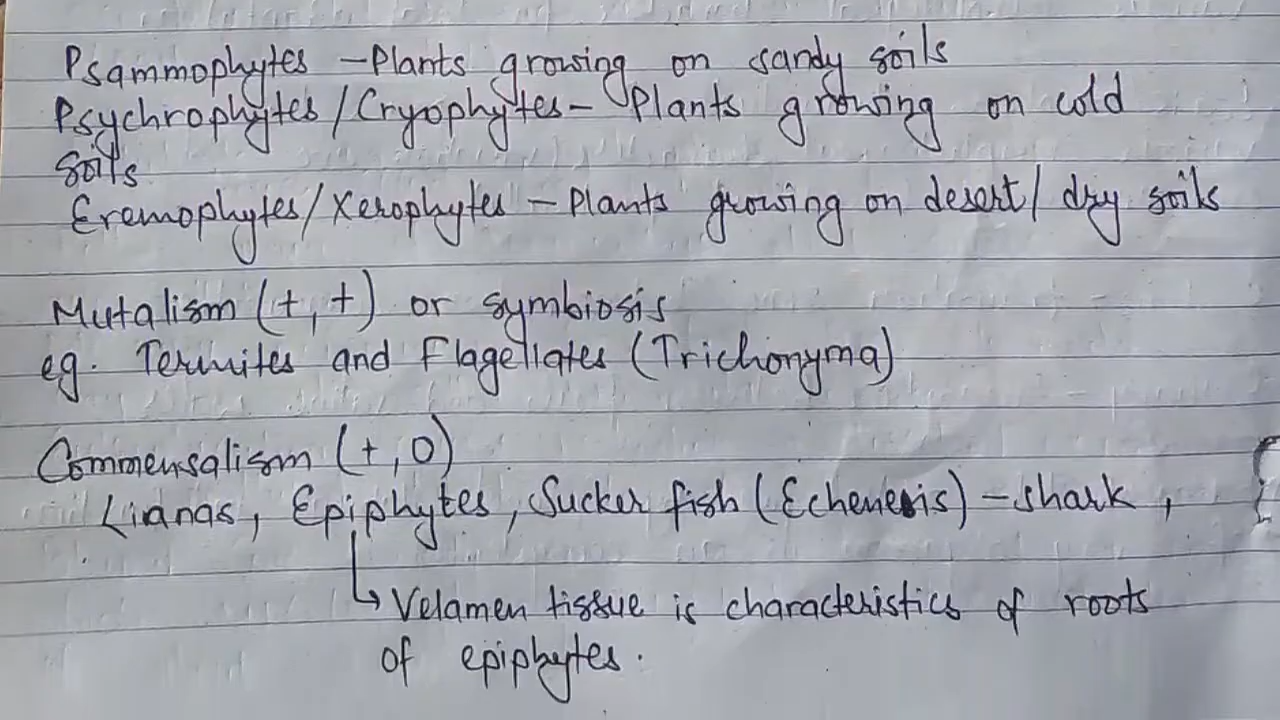 Psammophytes - Plants growing on sandy soils
Psychrophytes/Cryophytes - Plants growing on cold
soils
Eremophytes/Xerophytes - Plants growing on desert/dry soils
Mutalism (+,+) or symbiosis
eg. Termites and Flagellates (Trichonyma)
Commensalism (+,0)
Lianas, Epiphytes, Sucker fish (Echeneis) - shark,
↳ Velamen tissue is characteristics of roots
of epiphytes.